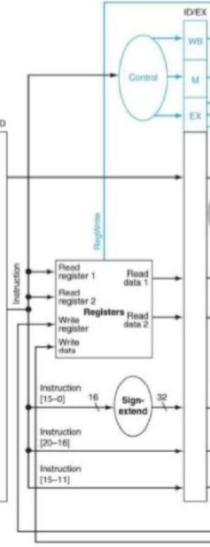 ID/EX
WB
Control
M
EX
D
RegWrite
Instruction
Read
register 1
Read
data 1
Read
register 2
Registers
Read
data 2
Write
register
Write
data
Instruction
[15–0]
16
Sign-
extend
32
Instruction
[20–16]
Instruction
[15–11]